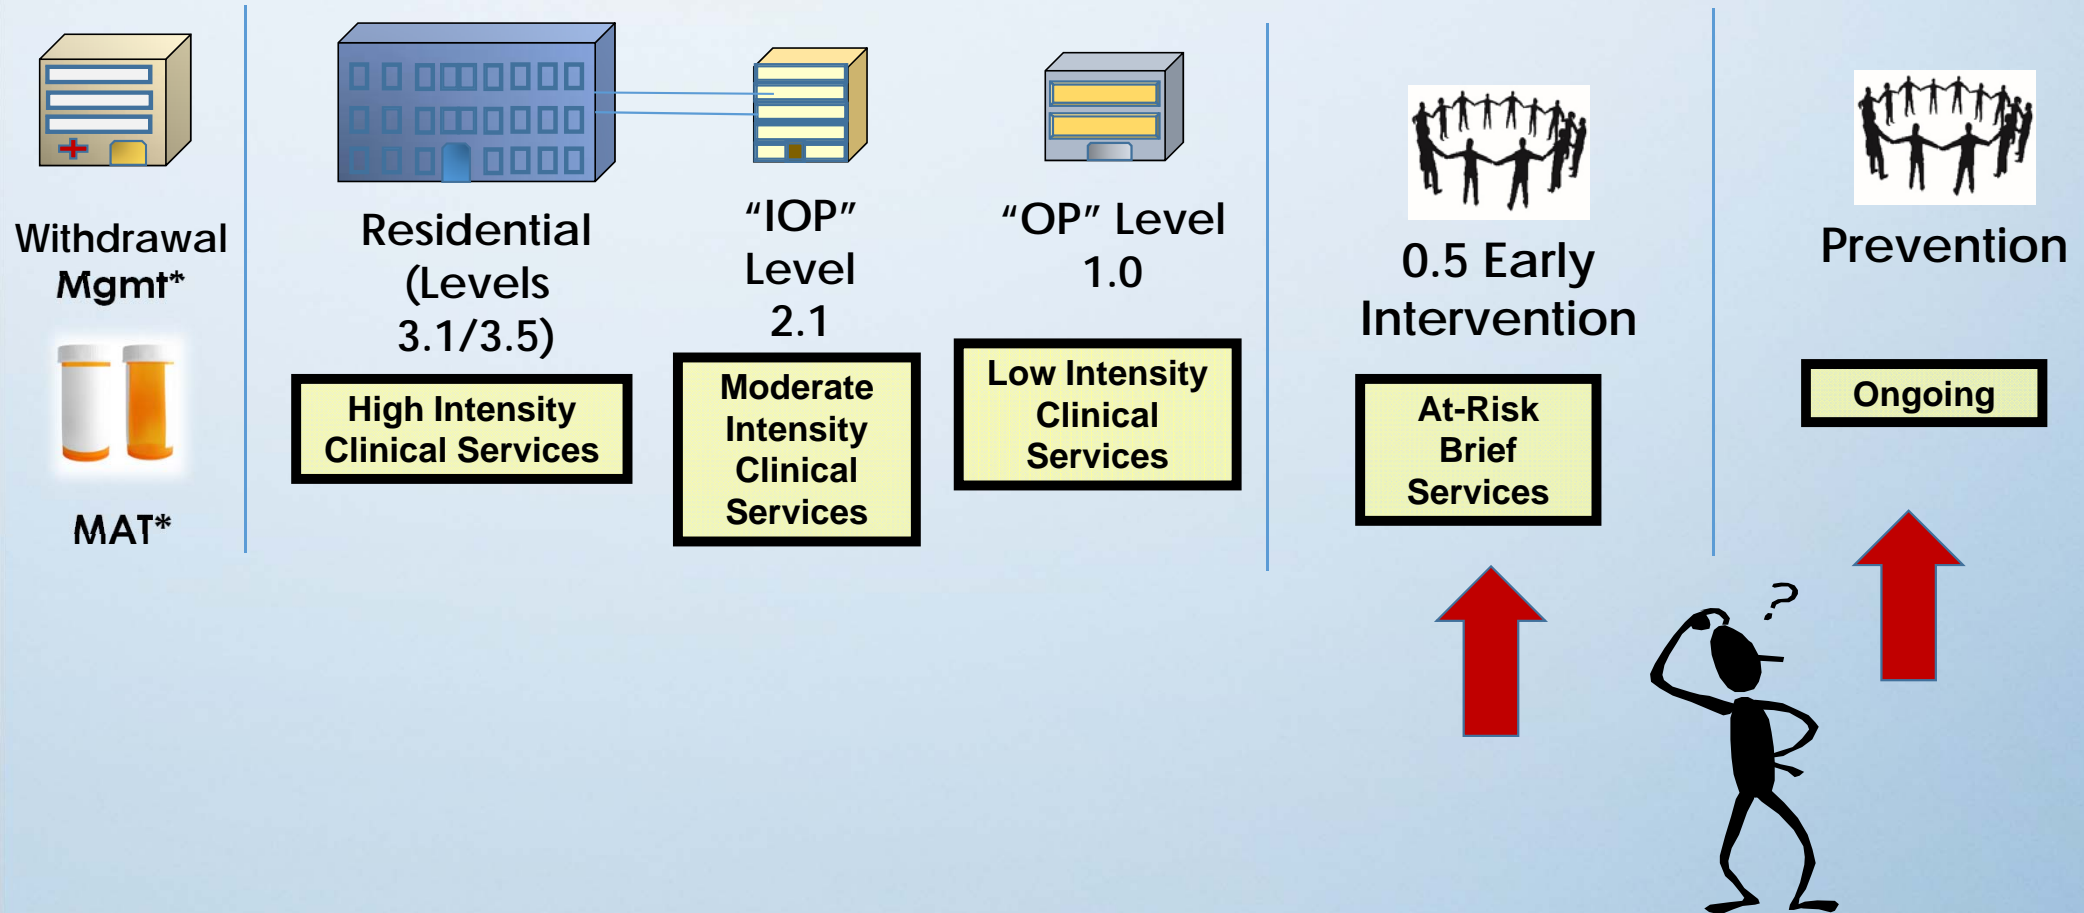 Withdrawal
Mgmt*
MAT*
Residential
(Levels
3.1/3.5)
High Intensity
Clinical Services
“IOP”
Level
2.1
Moderate
Intensity
Clinical
Services
“OP” Level
1.0
Low Intensity
Clinical
Services
0.5 Early
Intervention
At-Risk
Brief
Services
Prevention
Ongoing
?